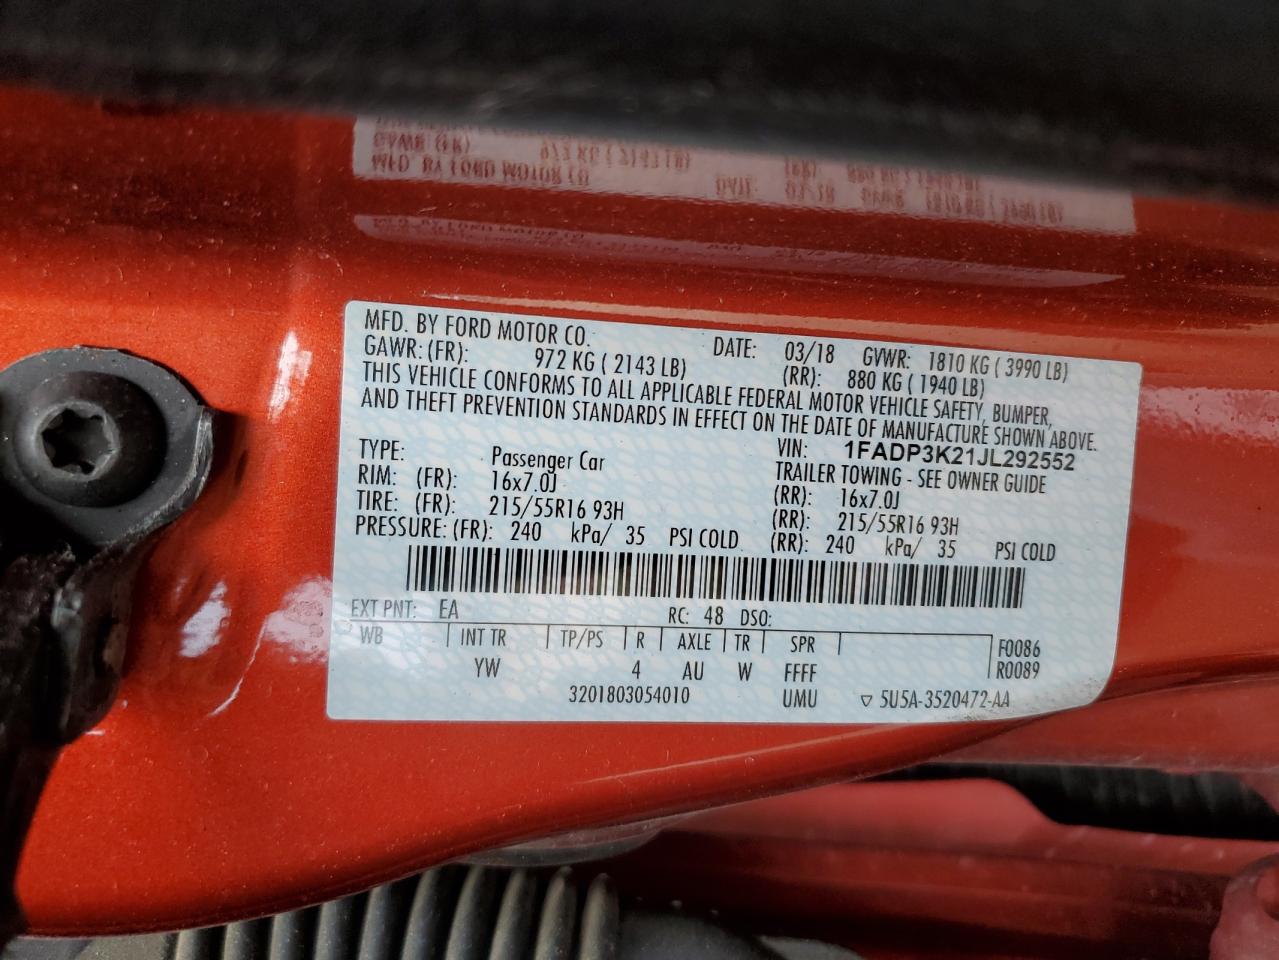 MFD. BY FORD MOTOR CO. DATE: 03/18 GVWR: 1810 KG ( 3990 LB)
GAWR: (FR): 972 KG ( 2143 LB) (RR): 880 KG ( 1940 LB)
THIS VEHICLE CONFORMS TO ALL APPLICABLE FEDERAL MOTOR VEHICLE SAFETY, BUMPER,
AND THEFT PREVENTION STANDARDS IN EFFECT ON THE DATE OF MANUFACTURE SHOWN ABOVE.
VIN: 1FADP3K21JL292552
TYPE: Passenger Car TRAILER TOWING - SEE OWNER GUIDE
RIM: (FR): 16x7.0J (RR): 16x7.0J
TIRE: (FR): 215/55R16 93H (RR): 215/55R16 93H
PRESSURE: (FR): 240 kPa/ 35 PSI COLD (RR): 240 kPa/ 35 PSI COLD
EXT PNT: EA RC: 48 DSO:
WB INT TR TP/PS R AXLE TR SPR F0086
YW 4 AU W FFFF R0089
3201803054010 UMU ▽ 5U5A-3520472-AA